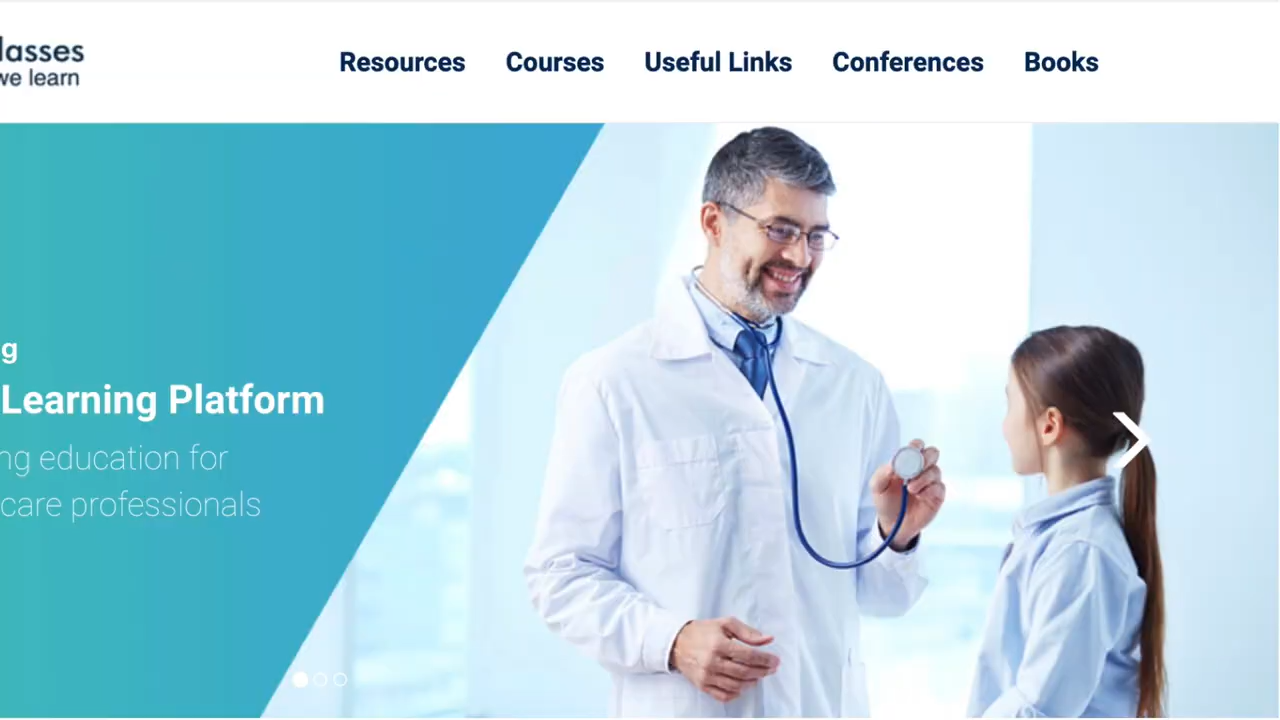 lasses
we learn
Resources Courses Useful Links Conferences Books
g
Learning Platform
ng education for
care professionals